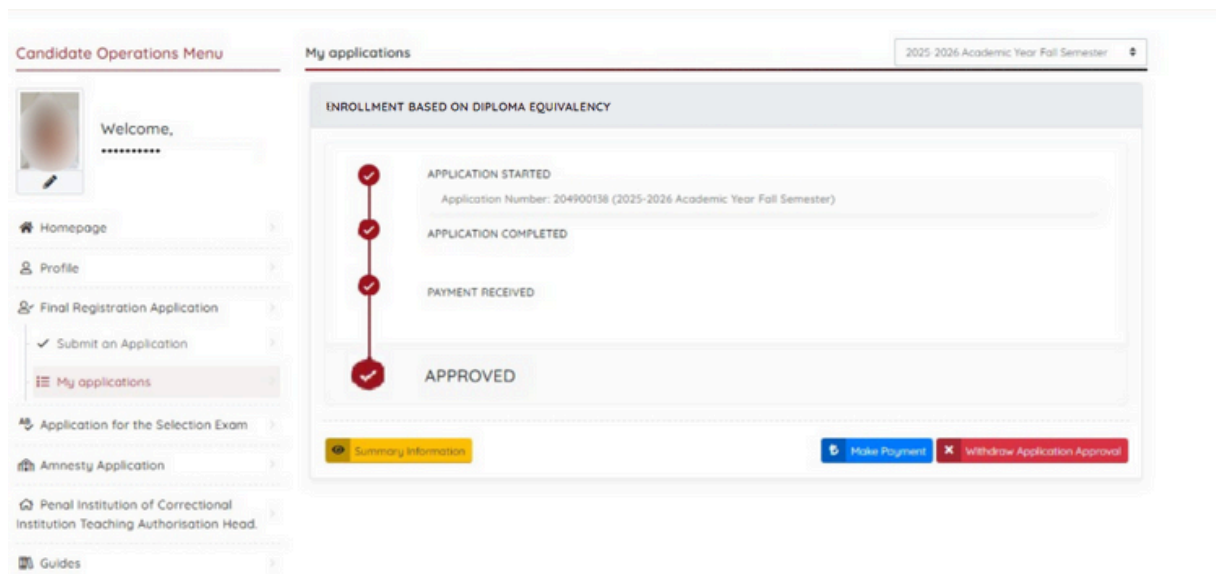 Candidate Operations Menu
Welcome,
Homepage
Profile
Final Registration Application
Submit an Application
My applications
Application for the Selection Exam
Amnesty Application
Penal Institution of Correctional
Institution Teaching Authorisation Head.
Guides
My applications
2025-2026 Academic Year Fall Semester
ENROLLMENT BASED ON DIPLOMA EQUIVALENCY
APPLICATION STARTED
Application Number: 204900138 (2025-2026 Academic Year Fall Semester)
APPLICATION COMPLETED
PAYMENT RECEIVED
APPROVED
Summary Information
Make Payment
Withdraw Application Approval